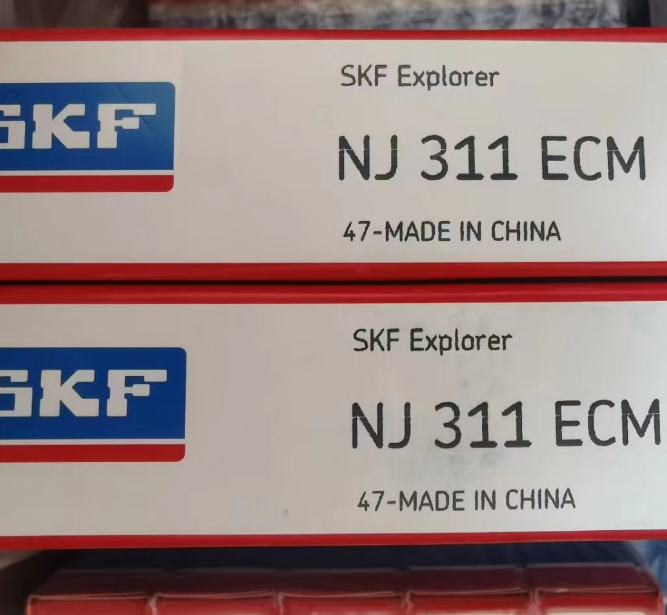 SKF Explorer
SKF
NJ 311 ECM
47-MADE IN CHINA
SKF Explorer
SKF
NJ 311 ECM
47-MADE IN CHINA